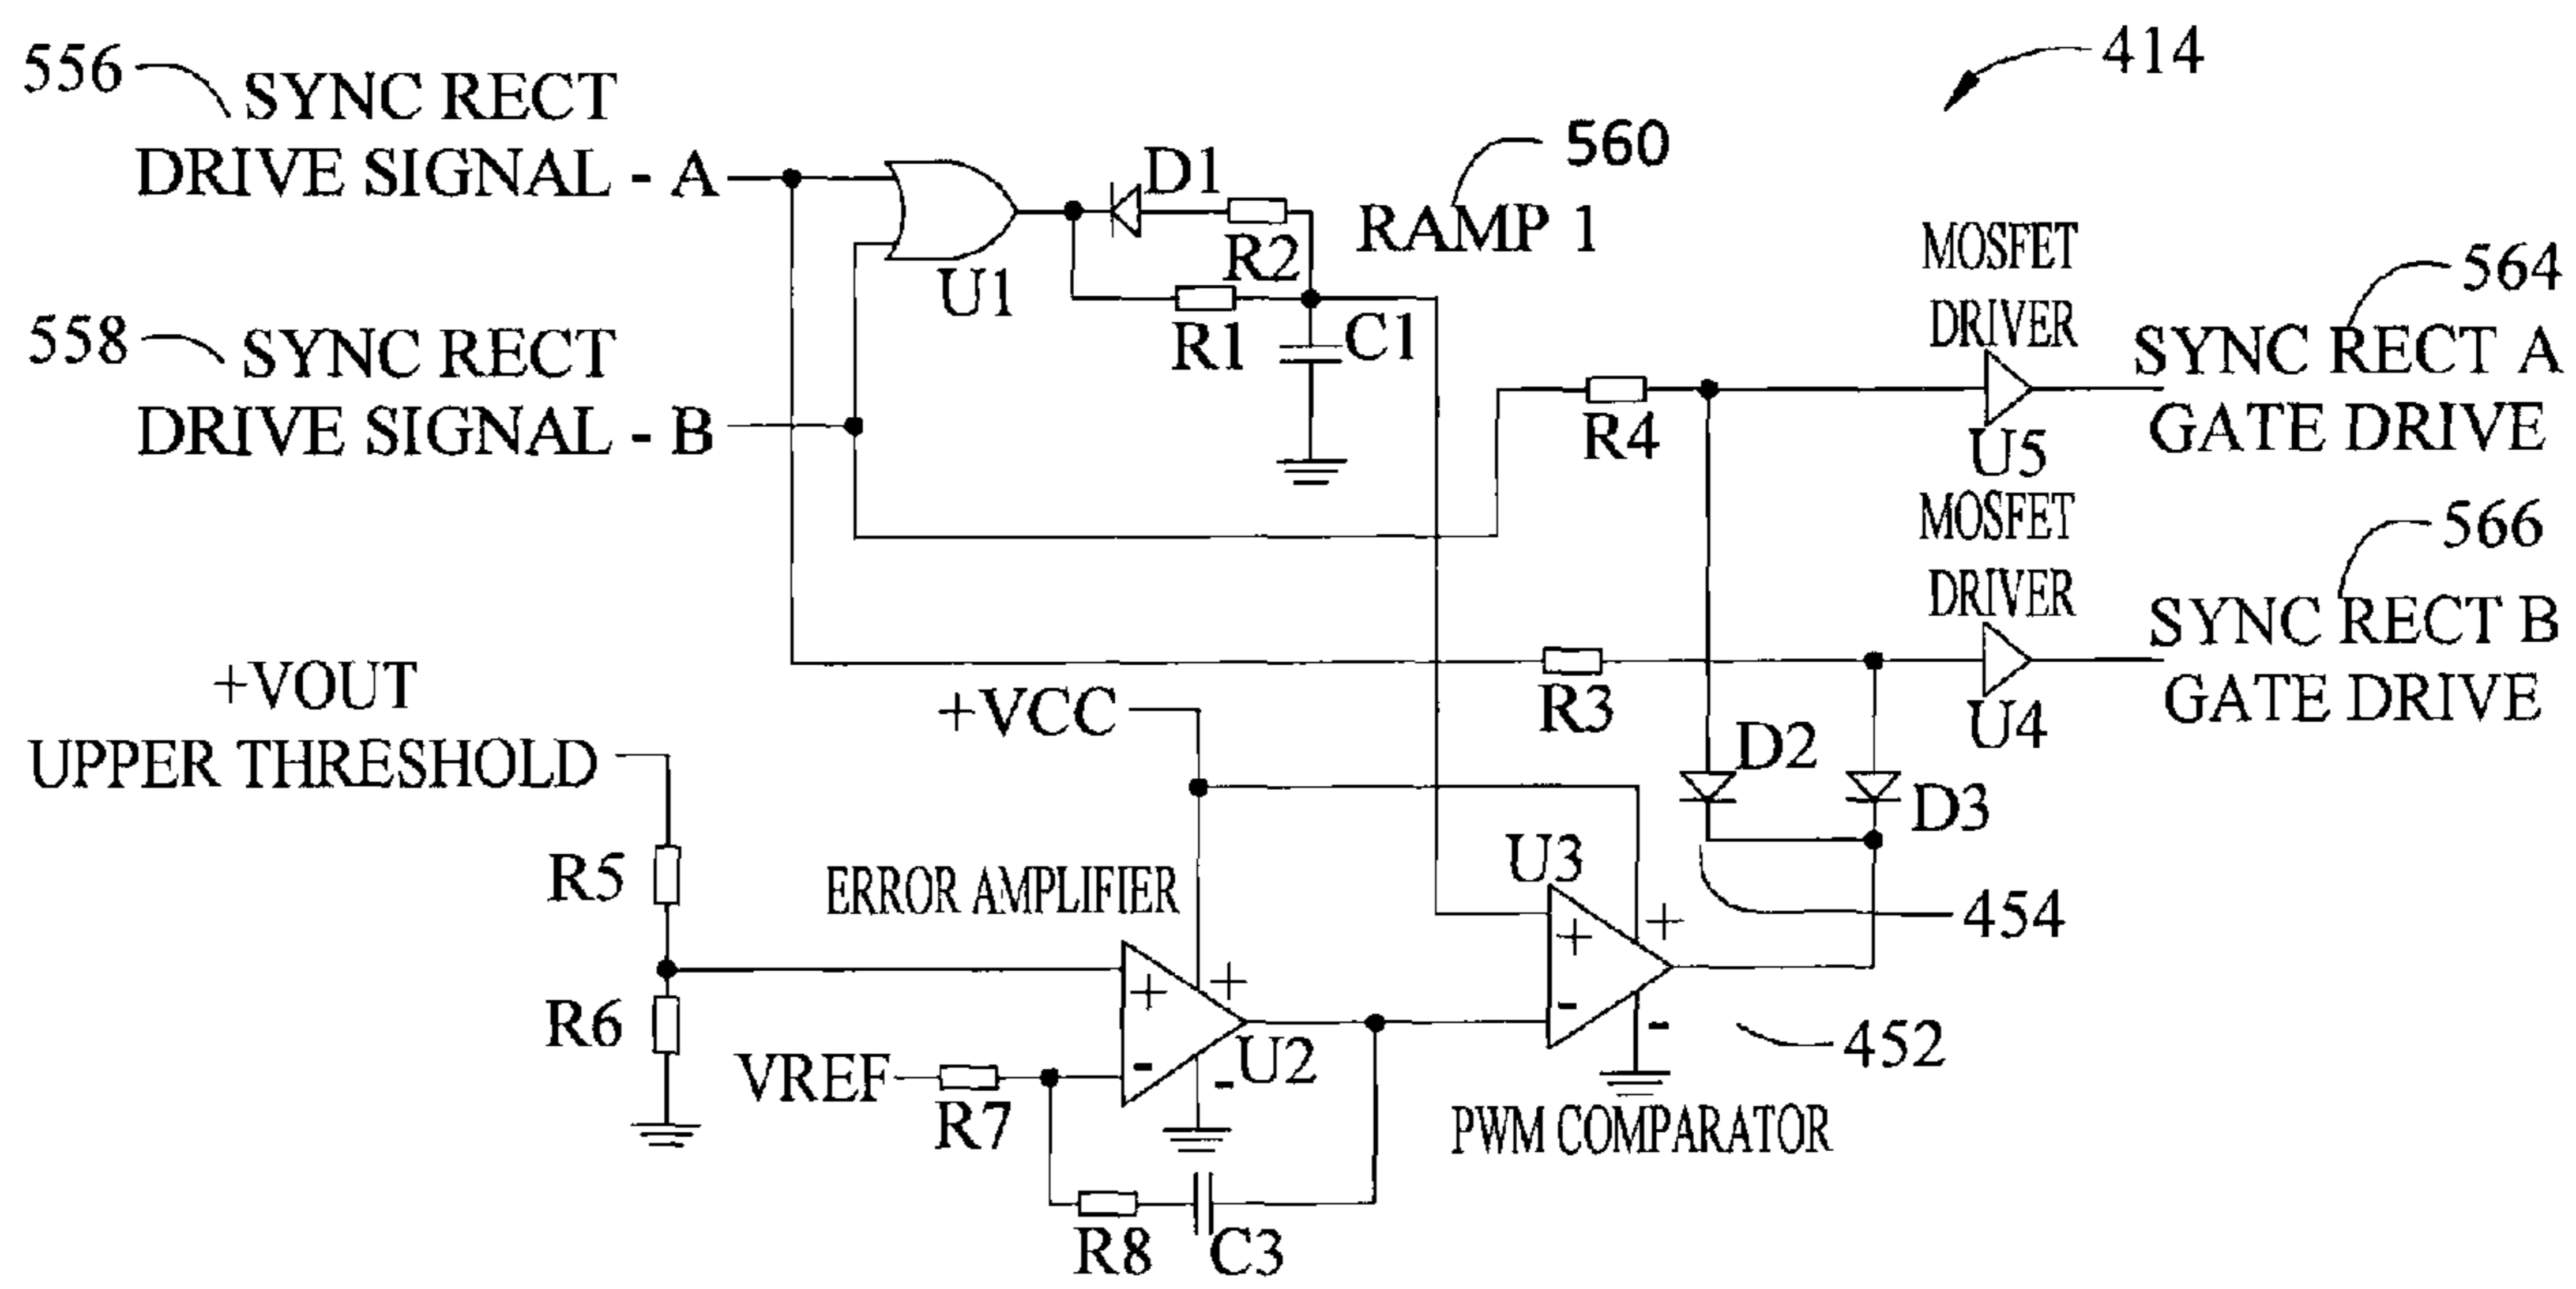 414
556
SYNC RECT
DRIVE SIGNAL - A
560
RAMP 1
D1
R2
U1
R1
C1
558
SYNC RECT
DRIVE SIGNAL - B
MOSFET
DRIVER
564
SYNC RECT A
GATE DRIVE
R4
U5
MOSFET
DRIVER
566
SYNC RECT B
GATE DRIVE
R3
U4
+VOUT
UPPER THRESHOLD
+VCC
D2
D3
R5
ERROR AMPLIFIER
U3
+
+
-
-
454
R6
+
+
-
-
U2
452
VREF
R7
PWM COMPARATOR
R8
C3